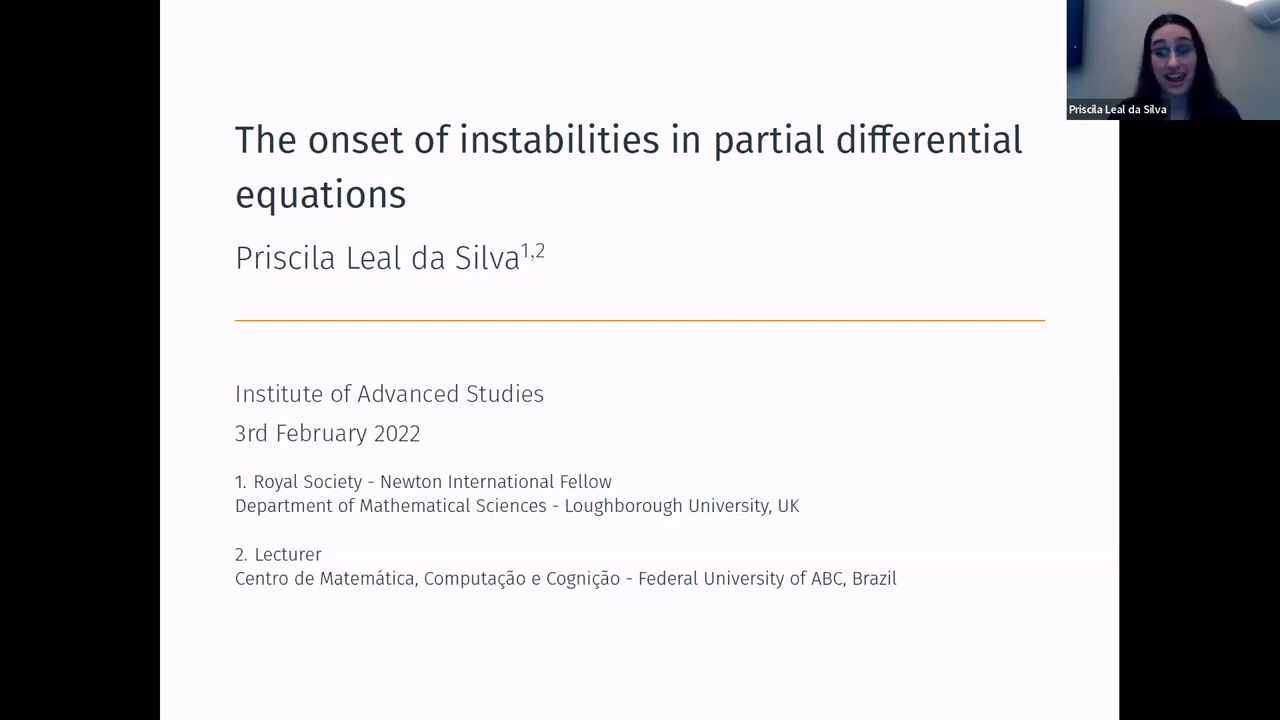 The onset of instabilities in partial differential
equations
Priscila Leal da Silva1,2
Institute of Advanced Studies
3rd February 2022
1. Royal Society - Newton International Fellow
Department of Mathematical Sciences - Loughborough University, UK
2. Lecturer
Centro de Matemática, Computação e Cognição - Federal University of ABC, Brazil
Priscila Leal da Silva